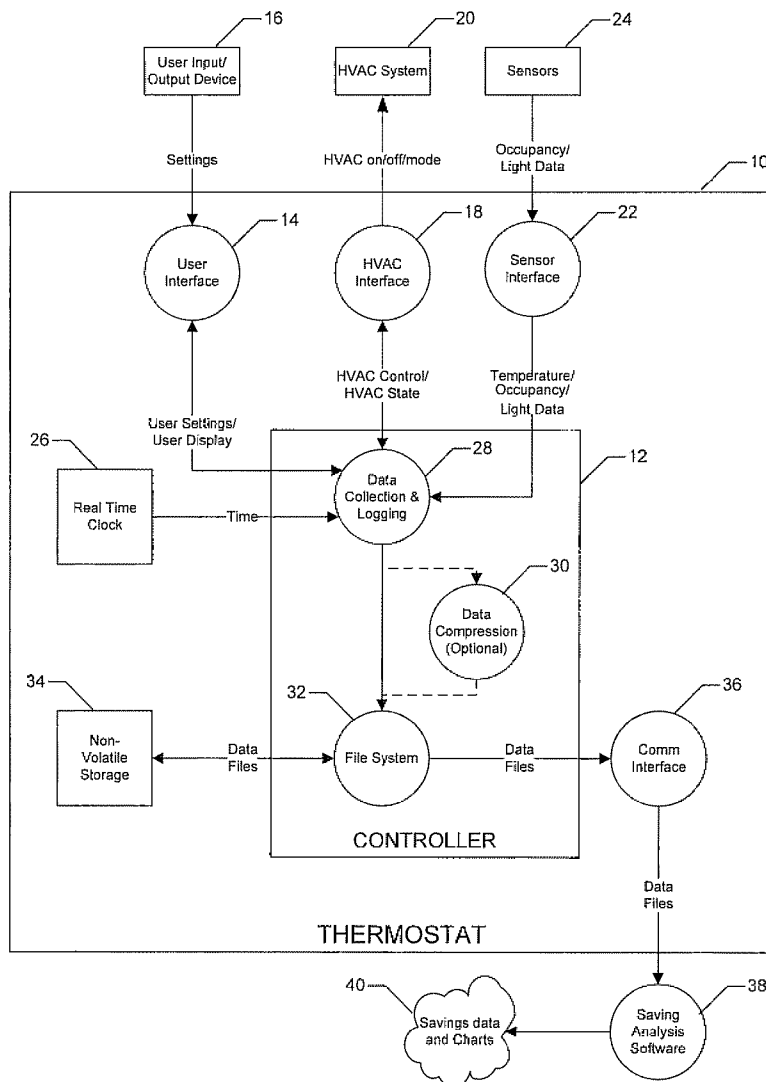 16
20
24
User Input/
Output Device
HVAC System
Sensors
Settings
HVAC on/off/mode
Occupancy/
Light Data
10
14
18
22
User
Interface
HVAC
Interface
Sensor
Interface
HVAC Control/
HVAC State
Temperature/
Occupancy/
Light Data
User Settings/
User Display
26
28
12
Real Time
Clock
Time
Data
Collection &
Logging
30
Data
Compression
(Optional)
34
32
36
Non-
Volatile
Storage
Data
Files
File System
Data
Files
Comm
Interface
CONTROLLER
Data
Files
THERMOSTAT
40
38
Savings data
and Charts
Saving
Analysis
Software